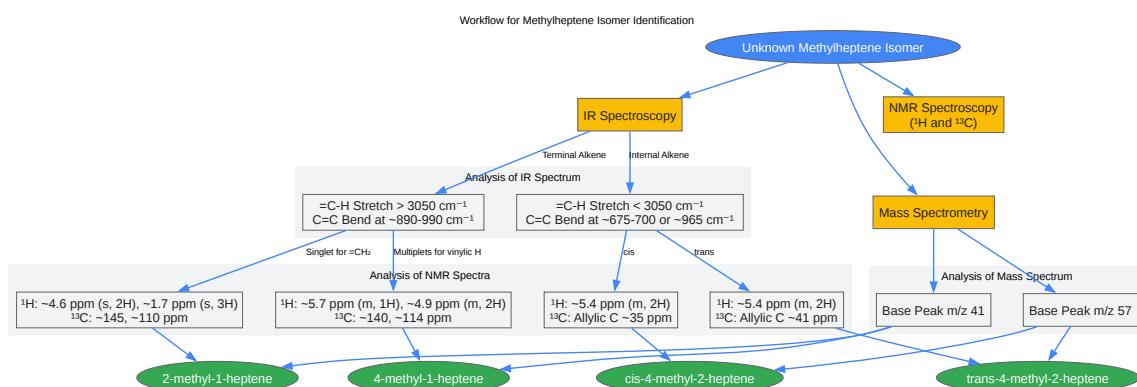 Workflow for Methylheptene Isomer Identification
Unknown Methylheptene Isomer
IR Spectroscopy
NMR Spectroscopy
(¹H and ¹³C)
Terminal Alkene
Internal Alkene
Analysis of IR Spectrum
=C-H Stretch > 3050 cm⁻¹
C=C Bend at ~890-990 cm⁻¹
=C-H Stretch < 3050 cm⁻¹
C=C Bend at ~675-700 or ~965 cm⁻¹
Mass Spectrometry
Singlet for =CH₂
Multiplets for vinylic H
cis
trans
Analysis of NMR Spectra
Analysis of Mass Spectrum
¹H: ~4.6 ppm (s, 2H), ~1.7 ppm (s, 3H)
¹³C: ~145, ~110 ppm
¹H: ~5.7 ppm (m, 1H), ~4.9 ppm (m, 2H)
¹³C: ~140, ~114 ppm
¹H: ~5.4 ppm (m, 2H)
¹³C: Allylic C ~35 ppm
¹H: ~5.4 ppm (m, 2H)
¹³C: Allylic C ~41 ppm
Base Peak m/z 41
Base Peak m/z 57
2-methyl-1-heptene
4-methyl-1-heptene
cis-4-methyl-2-heptene
trans-4-methyl-2-heptene